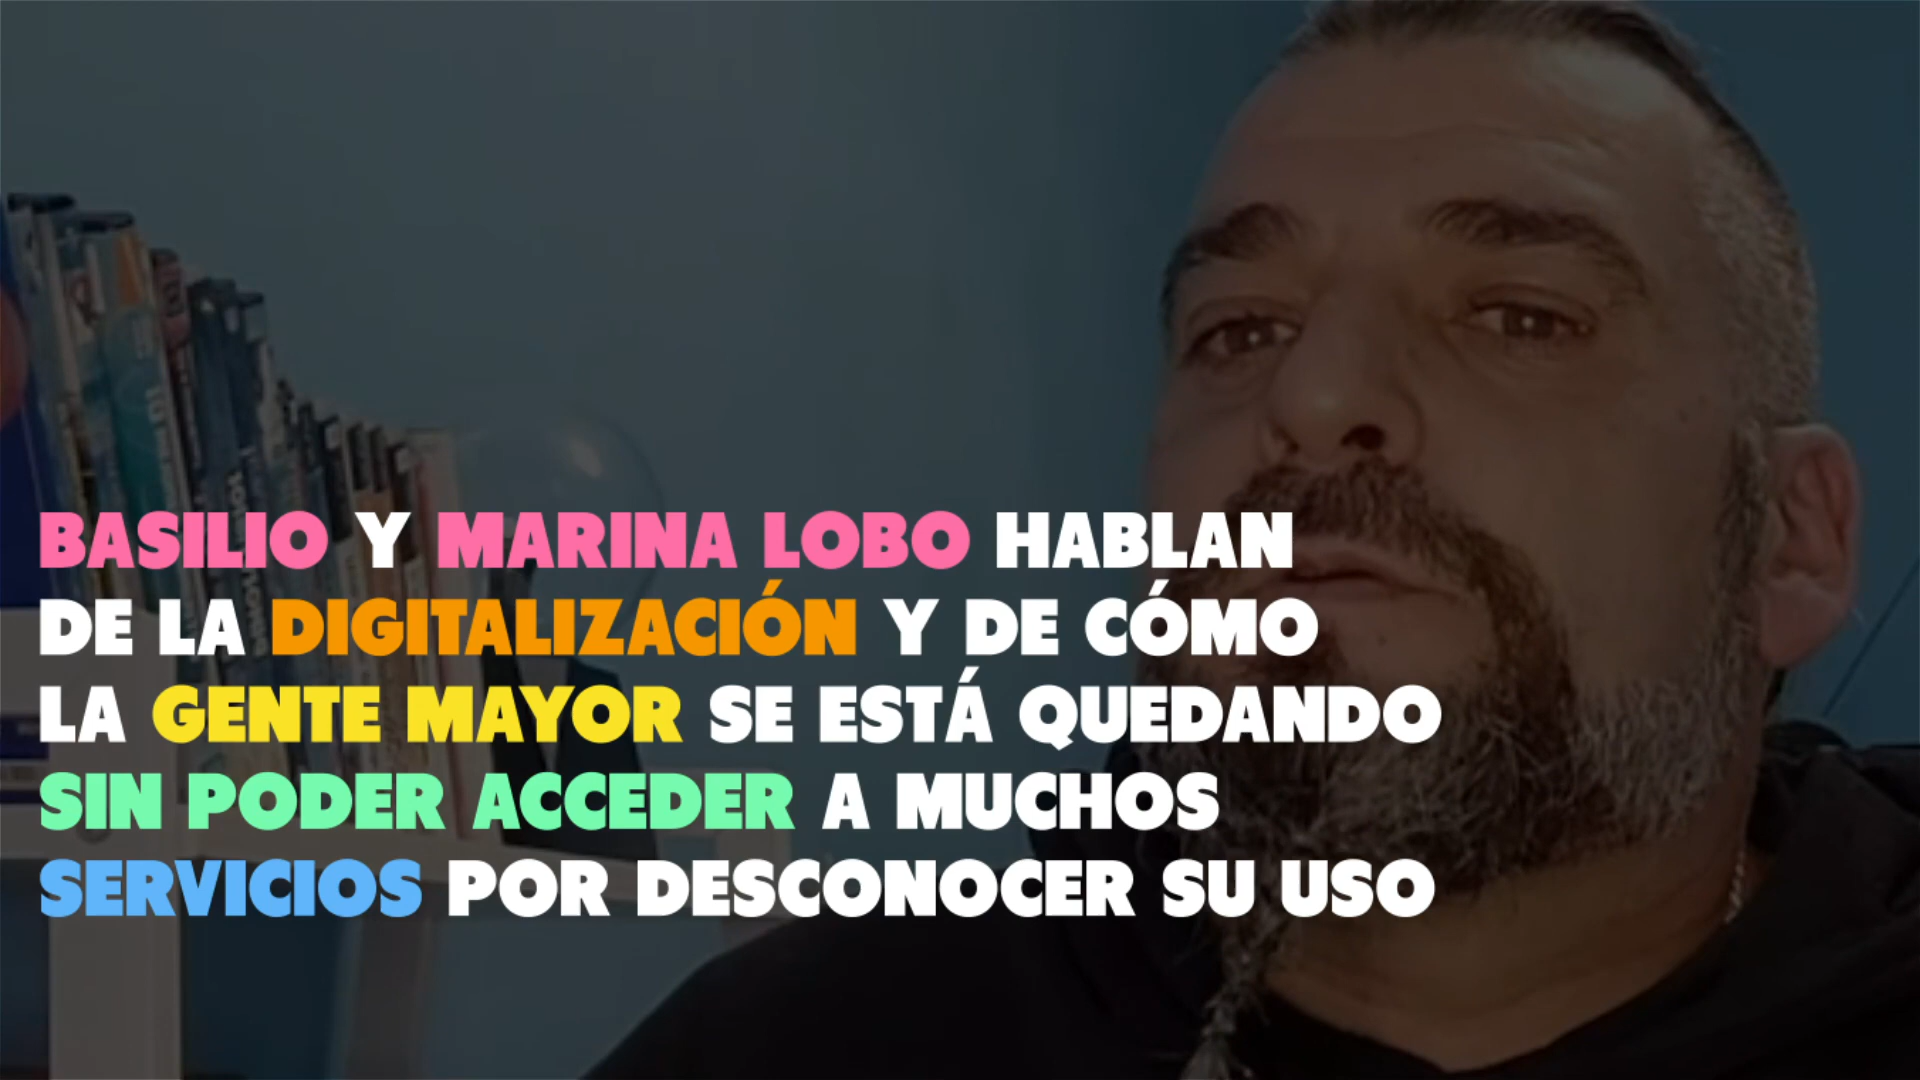 BASILIO Y MARINA LOBO HABLAN
DE LA DIGITALIZACIÓN Y DE CÓMO
LA GENTE MAYOR SE ESTÁ QUEDANDO
SIN PODER ACCEDER A MUCHOS
SERVICIOS POR DESCONOCER SU USO